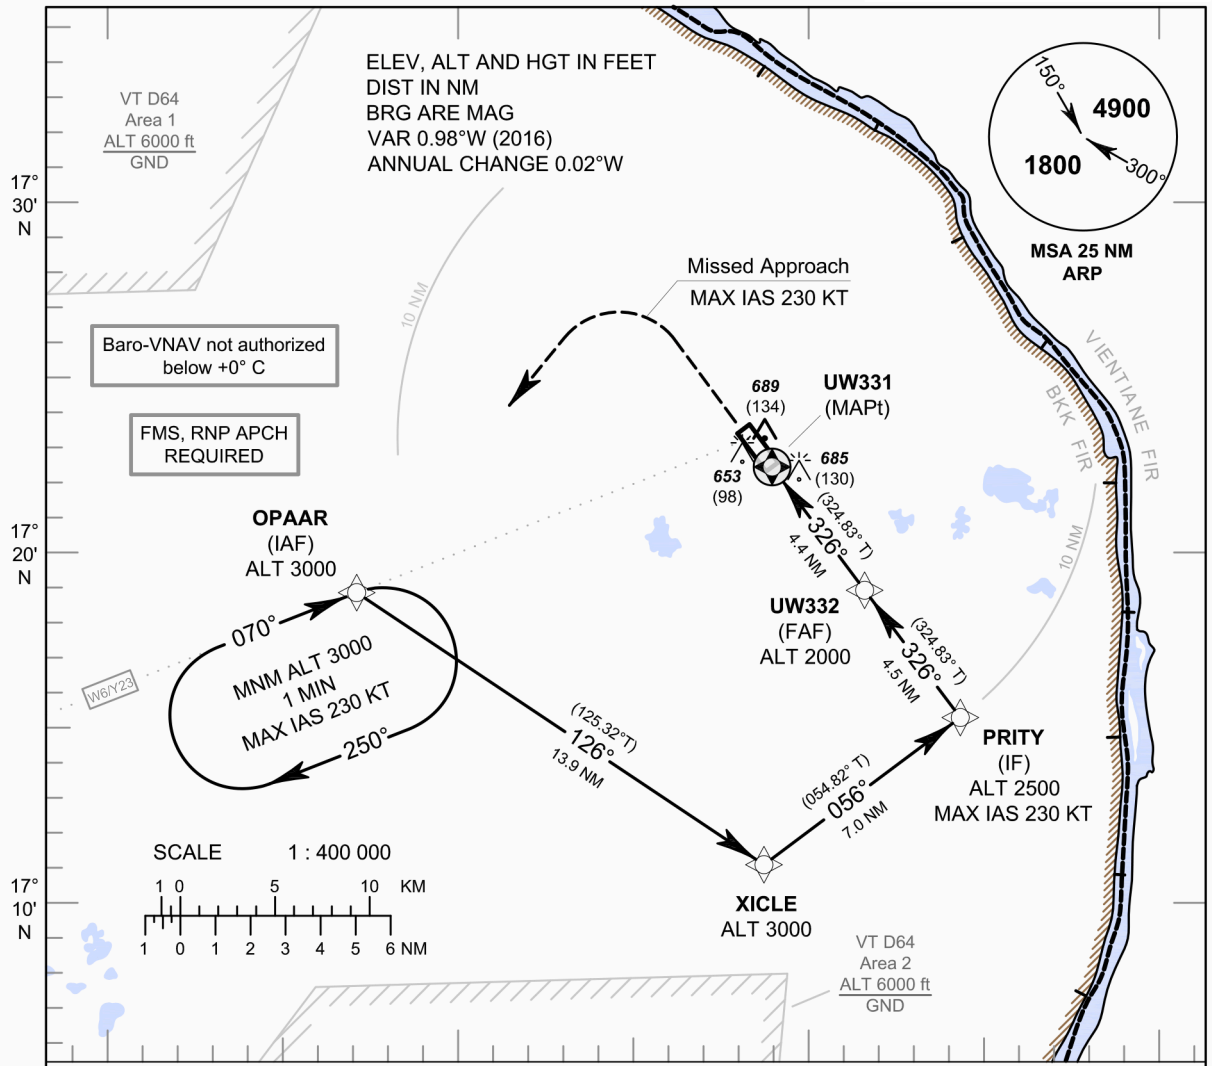 ELEV, ALT AND HGT IN FEET
DIST IN NM
BRG ARE MAG
VAR 0.98°W (2016)
ANNUAL CHANGE 0.02°W
VT D64
Area 1
ALT 6000 ft
GND
150°
4900
1800
300°
MSA 25 NM
ARP
17°
30'
N
10 NM
Missed Approach
MAX IAS 230 KT
Baro-VNAV not authorized
below +0° C
FMS, RNP APCH
REQUIRED
VIENTIANE FIR
BKK FIR
689
(134)
UW331
(MAPt)
653
(98)
685
(130)
17°
20'
N
OPAAR
(IAF)
ALT 3000
(324.83° T)
326°
4.4 NM
10 NM
UW332
(FAF)
ALT 2000
(324.83° T)
326°
4.5 NM
070°
MNM ALT 3000
1 MIN
MAX IAS 230 KT
250°
W6/Y23
(125.32°T)
126°
13.9 NM
PRITY
(IF)
ALT 2500
MAX IAS 230 KT
(054.82° T)
056°
7.0 NM
XICLE
ALT 3000
SCALE 1 : 400 000
1 0 5 10 KM
1 0 1 2 3 4 5 6 NM
17°
10'
N
VT D64
Area 2
ALT 6000 ft
GND